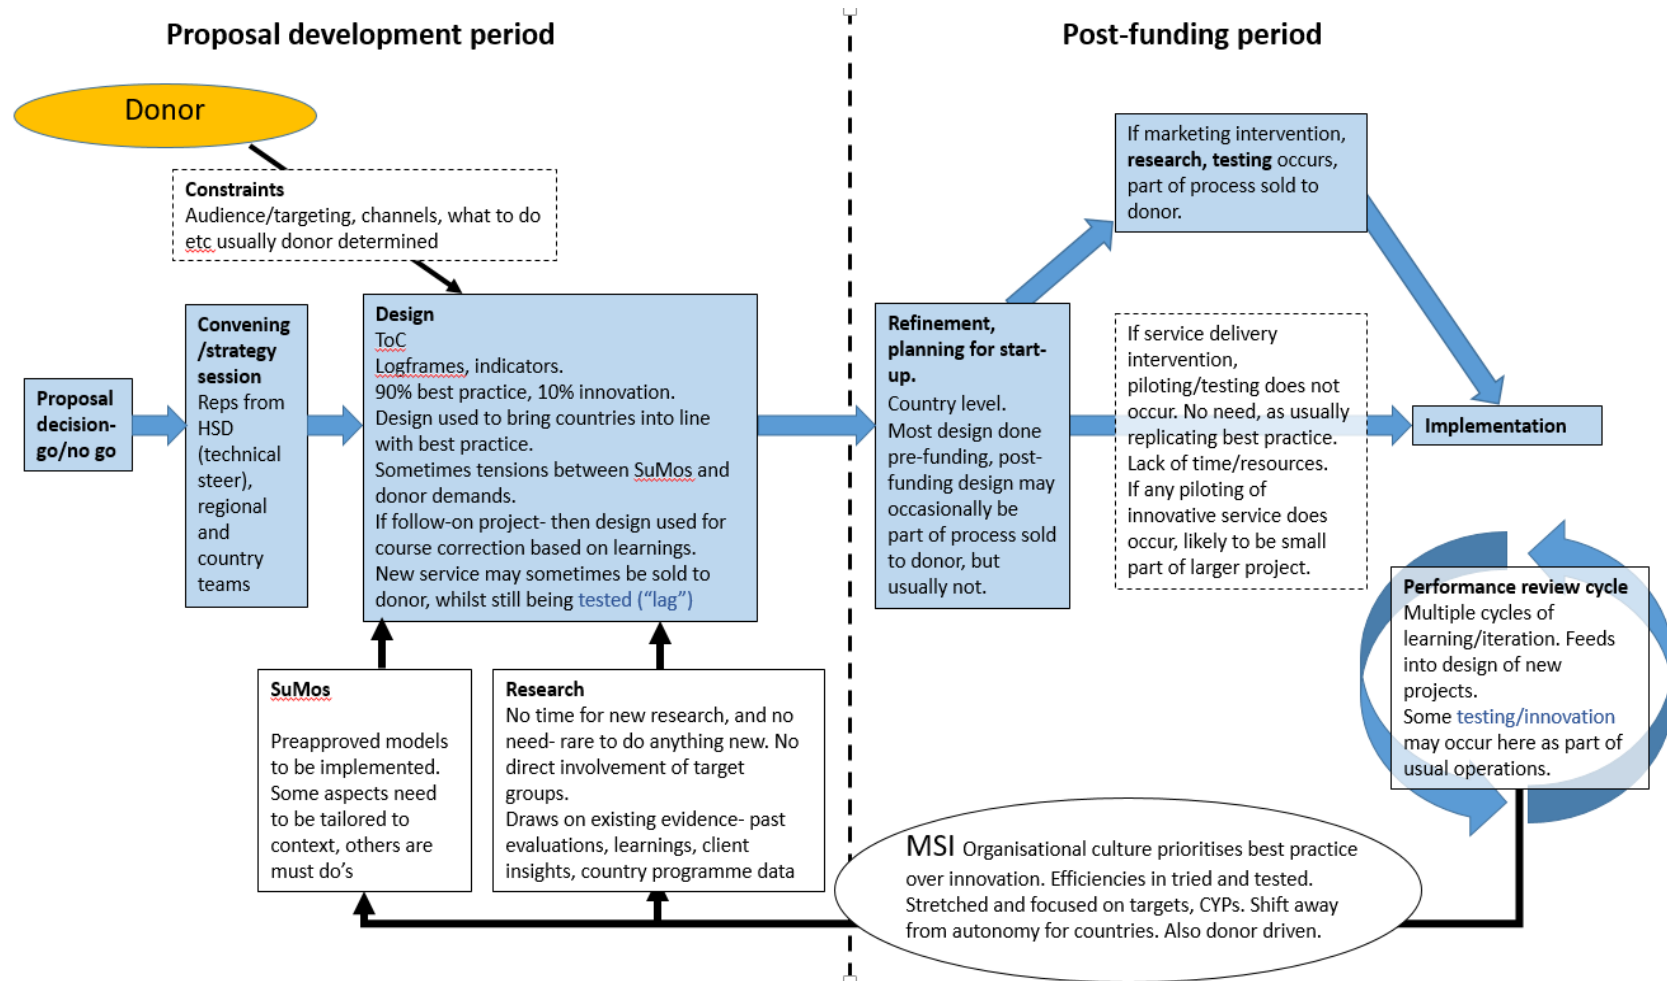 Proposal development period
Post-funding period
Donor
Constraints
Audience/targeting, channels, what to do
etc usually donor determined
Proposal
decision-
go/no go
Convening
/strategy
session
Reps from
HSD
(technical
steer),
regional
and
country
teams
Design
ToC
Logframes, indicators.
90% best practice, 10% innovation.
Design used to bring countries into line
with best practice.
Sometimes tensions between SuMos and
donor demands.
If follow-on project- then design used for
course correction based on learnings.
New service may sometimes be sold to
donor, whilst still being tested (“lag”)
SuMos
Preapproved models
to be implemented.
Some aspects need
to be tailored to
context, others are
must do’s
Research
No time for new research, and no
need- rare to do anything new. No
direct involvement of target
groups.
Draws on existing evidence- past
evaluations, learnings, client
insights, country programme data
Refinement,
planning for start-
up.
Country level.
Most design done
pre-funding, post-
funding design may
occasionally be
part of process sold
to donor, but
usually not.
If marketing intervention,
research, testing occurs,
part of process sold to
donor.
If service delivery
intervention,
piloting/testing does not
occur. No need, as usually
replicating best practice.
Lack of time/resources.
If any piloting of
innovative service does
occur, likely to be small
part of larger project.
Implementation
Performance review cycle
Multiple cycles of
learning/iteration. Feeds
into design of new
projects.
Some testing/innovation
may occur here as part of
usual operations.
MSI Organisational culture prioritises best practice
over innovation. Efficiencies in tried and tested.
Stretched and focused on targets, CYPs. Shift away
from autonomy for countries. Also donor driven.